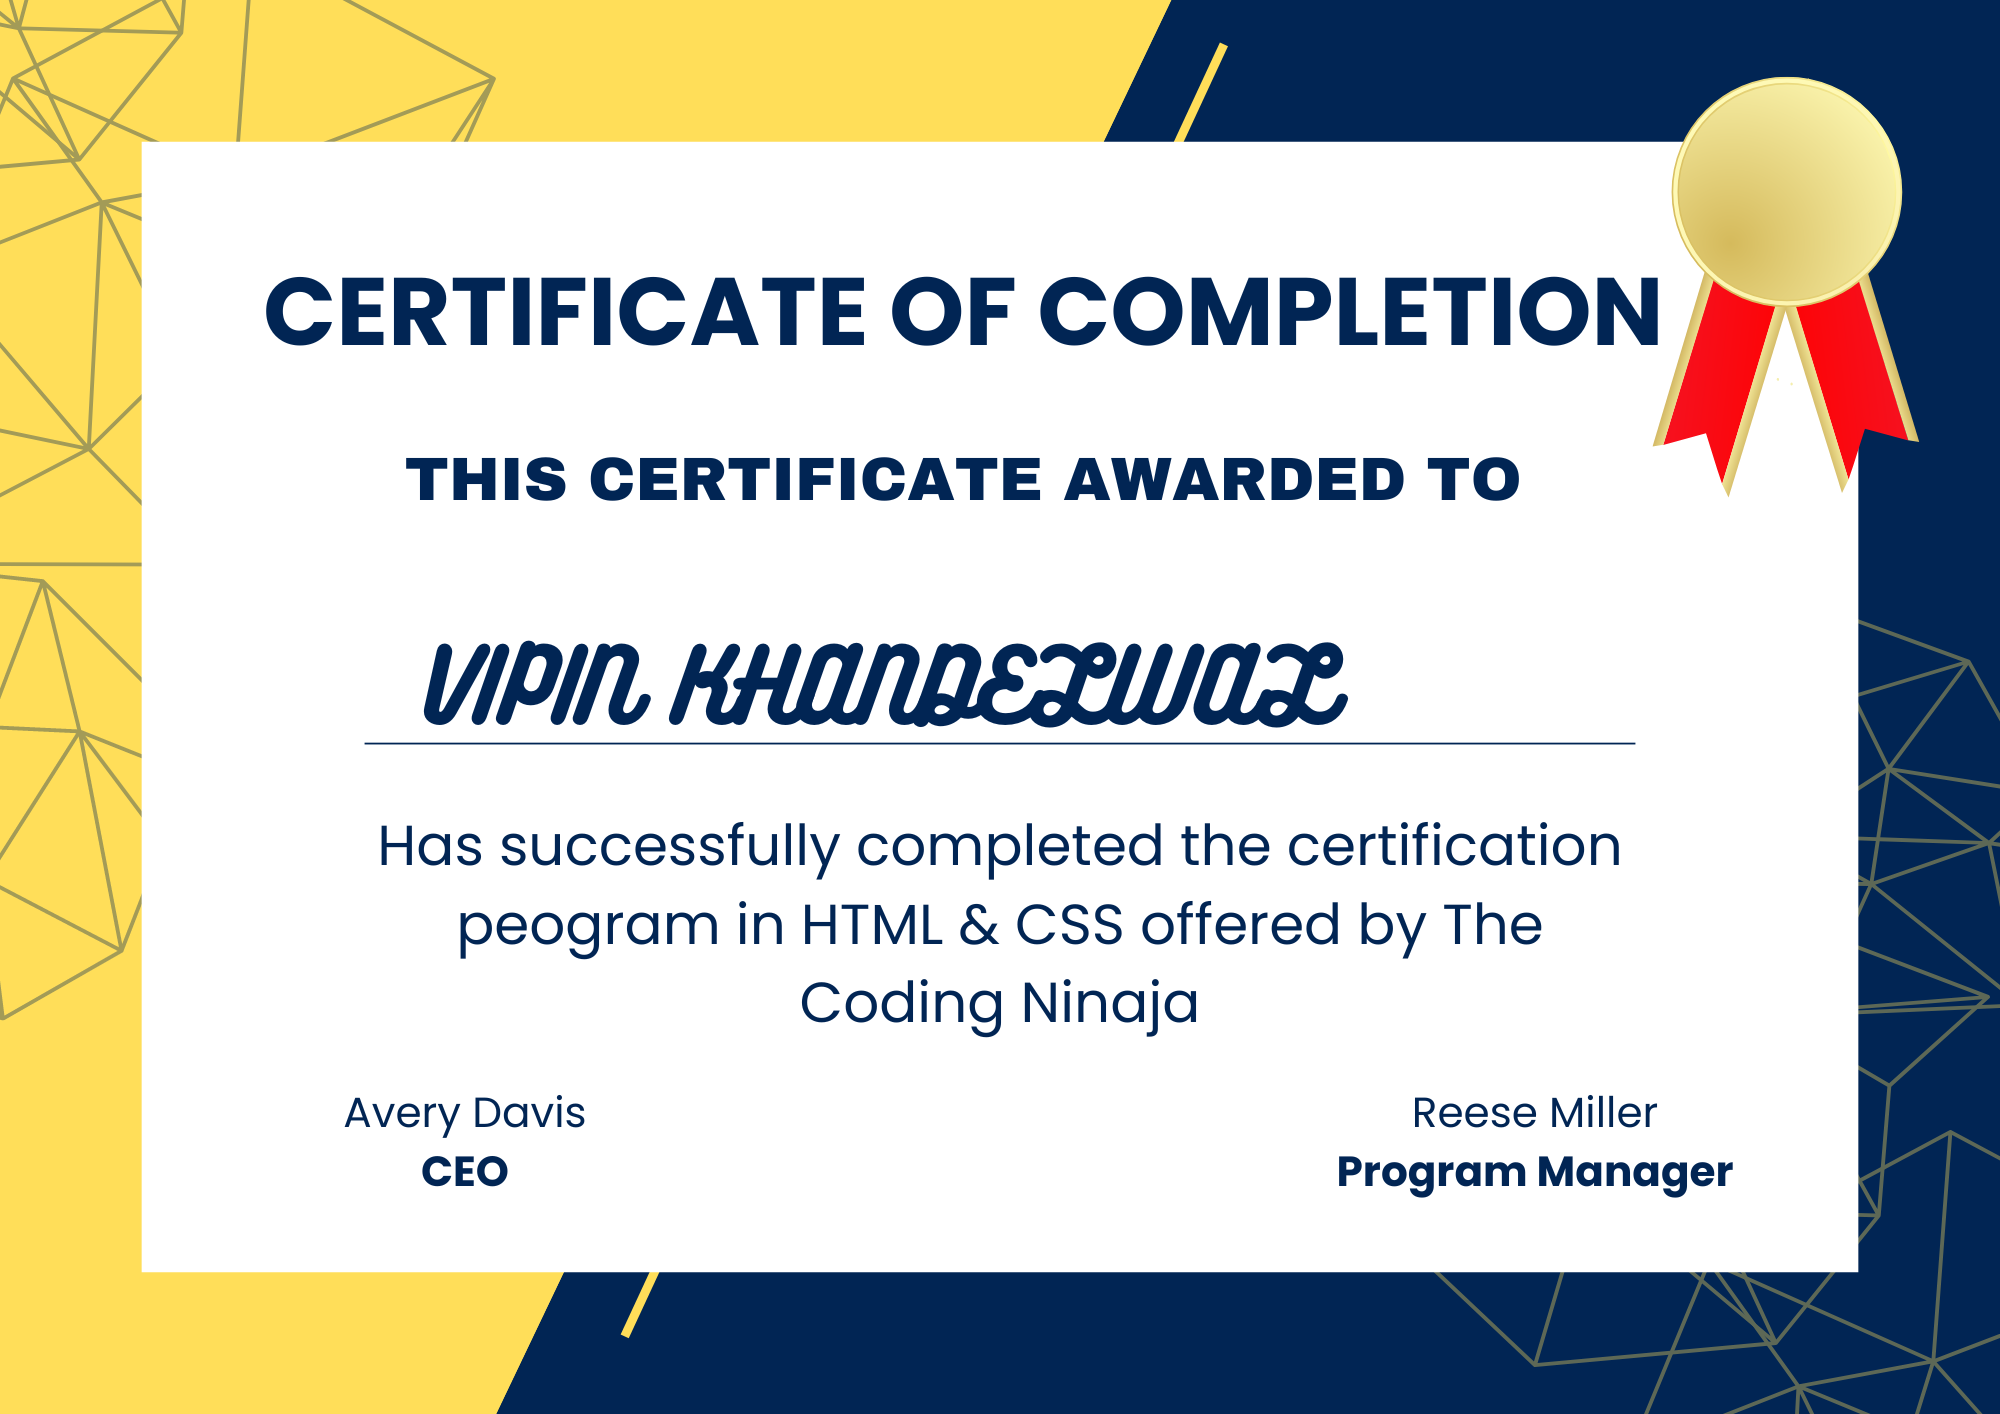 CERTIFICATE OF COMPLETION
THIS CERTIFICATE AWARDED TO
VIPIN KHANDELWAL
Has successfully completed the certification
peogram in HTML & CSS offered by The
Coding Ninaja
Avery Davis
CEO
Reese Miller
Program Manager